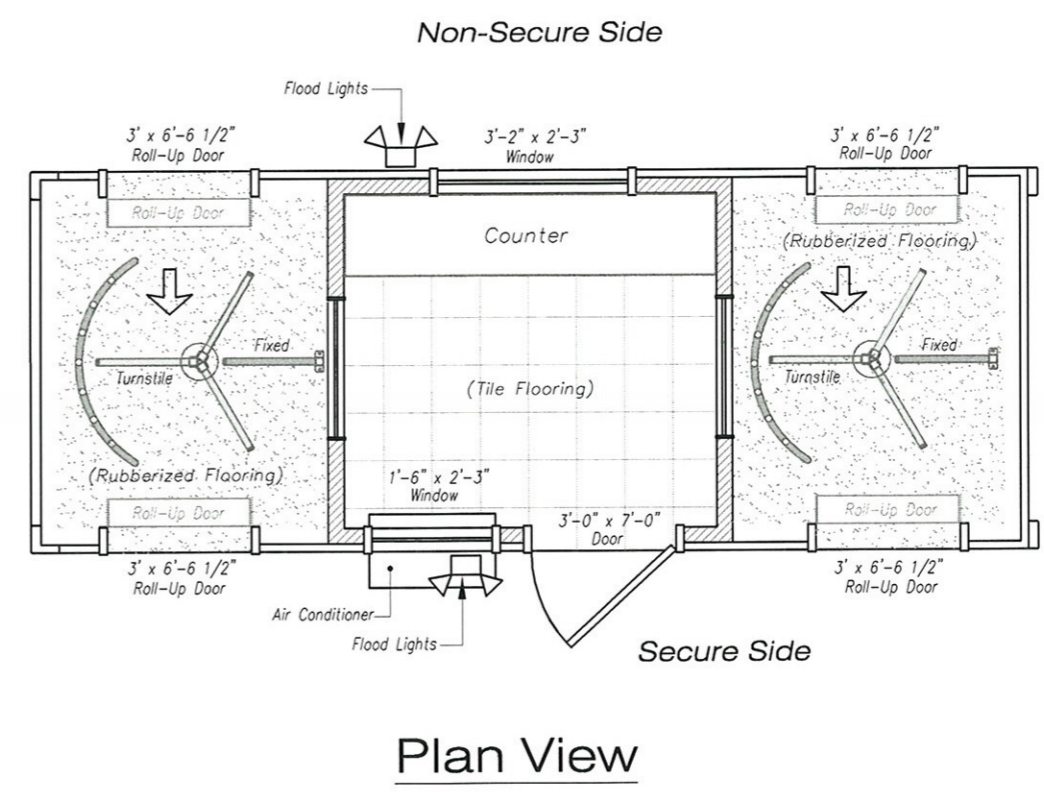 Non-Secure Side
Flood Lights
3' x 6'-6 1/2"
Roll-Up Door
3'-2" x 2'-3"
Window
3' x 6'-6 1/2"
Roll-Up Door
Roll-Up Door
Roll-Up Door
Counter
(Rubberized Flooring)
Fixed
Turnstile
Fixed
Turnstile
(Tile Flooring)
(Rubberized Flooring)
1'-6" x 2'-3"
Window
Roll-Up Door
3'-0" x 7'-0"
Door
Roll-Up Door
3' x 6'-6 1/2"
Roll-Up Door
3' x 6'-6 1/2"
Roll-Up Door
Air Conditioner
Flood Lights
Secure Side
Plan View